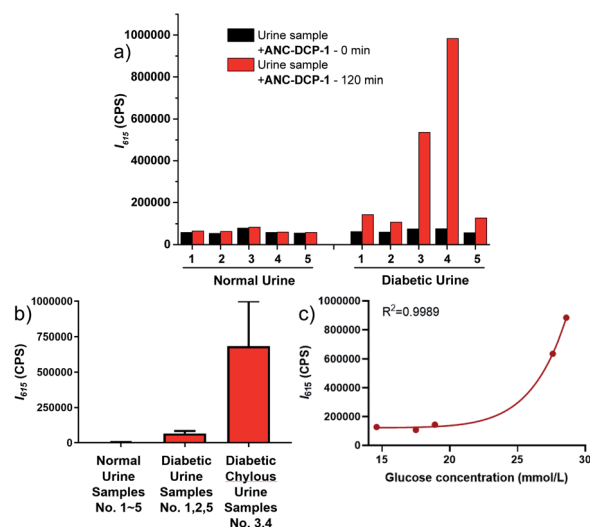 a)
Urine sample
+ANC-DCP-1 - 0 min
Urine sample
+ANC-DCP-1 - 120 min
I615 (CPS)
1000000
800000
600000
400000
200000
0
1 2 3 4 5 1 2 3 4 5
Normal Urine Diabetic Urine
b)
I615 (CPS)
1000000
750000
500000
250000
0
Normal
Urine
Samples
No. 1~5
Diabetic
Urine
Samples
No. 1,2,5
Diabetic
Chylous
Urine
Samples
No. 3.4
c)
R²=0.9989
I615 (CPS)
1000000
800000
600000
400000
200000
0
15 20 25 30
Glucose concentration (mmol/L)